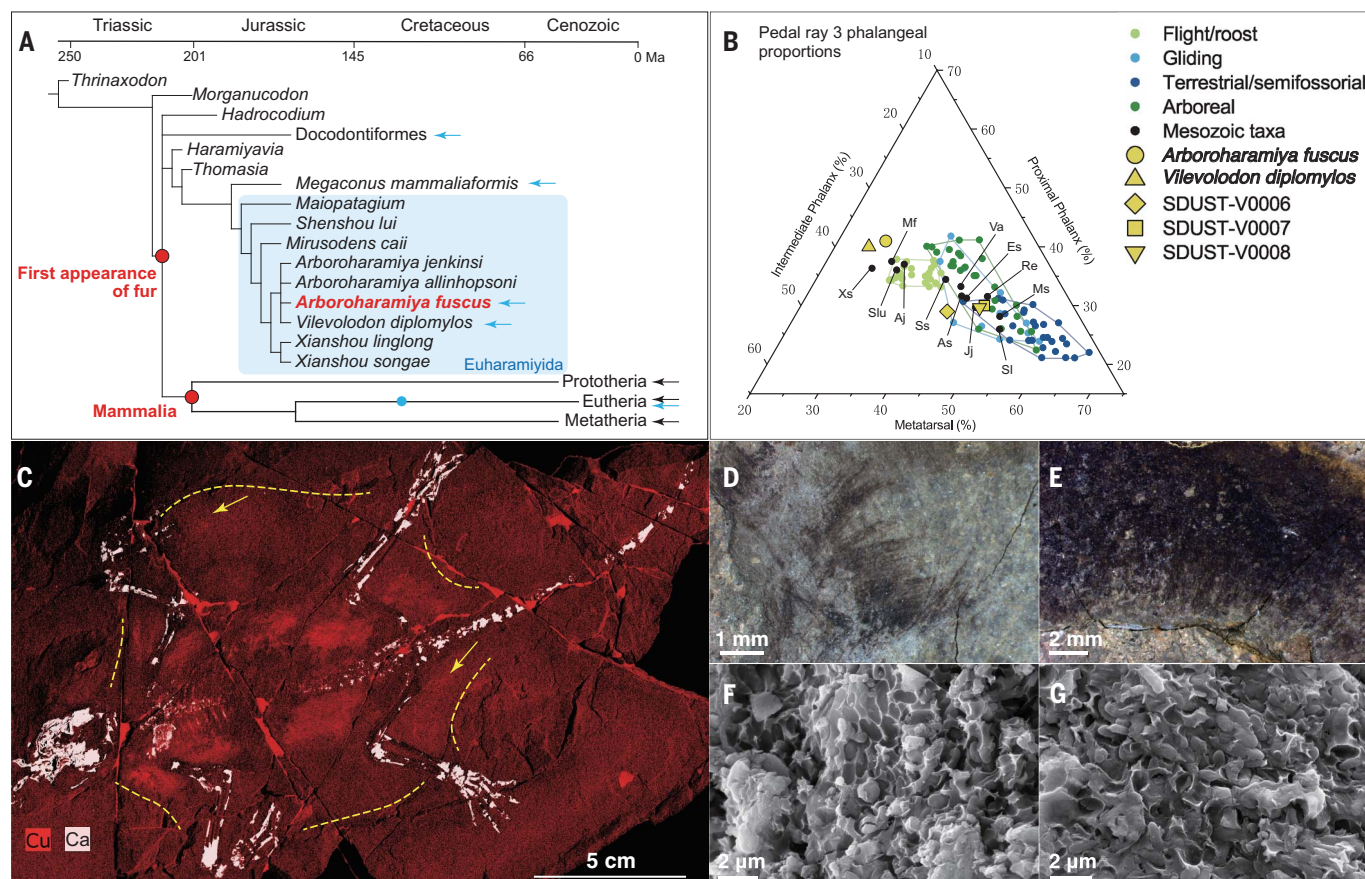 A
Triassic Jurassic Cretaceous Cenozoic
250 201 145 66 0 Ma
Thrinaxodon
Morganucodon
Hadrocodium
Docodontiformes
Haramiyavia
Thomasia
Megaconus mammaliaformis
Maiopatagium
Shenshou lui
Mirusodens caii
Arboroharamiya jenkinsi
Arboroharamiya allinhopsoni
Arboroharamiya fuscus
Vilevolodon diplomylos
Xianshou linglong
Xianshou songae
Euharamiyida
First appearance
of fur
Prototheria
Eutheria
Metatheria
Mammalia
B
Pedal ray 3 phalangeal
proportions
10
20
30
40
50
60
Intermediate Phalanx (%)
70
60
50
40
30
20
Proximal Phalanx (%)
20 30 40 50 60 70
Metatarsal (%)
Mf
Va
Es
Re
Ms
Xs
Slu
Aj
Ss
As
Jj
Sl
Flight/roost
Gliding
Terrestrial/semifossorial
Arboreal
Mesozoic taxa
Arboroharamiya fuscus
Vilevolodon diplomylos
SDUST-V0006
SDUST-V0007
SDUST-V0008
C
Cu Ca
5 cm
D
1 mm
E
2 mm
F
2 µm
G
2 µm